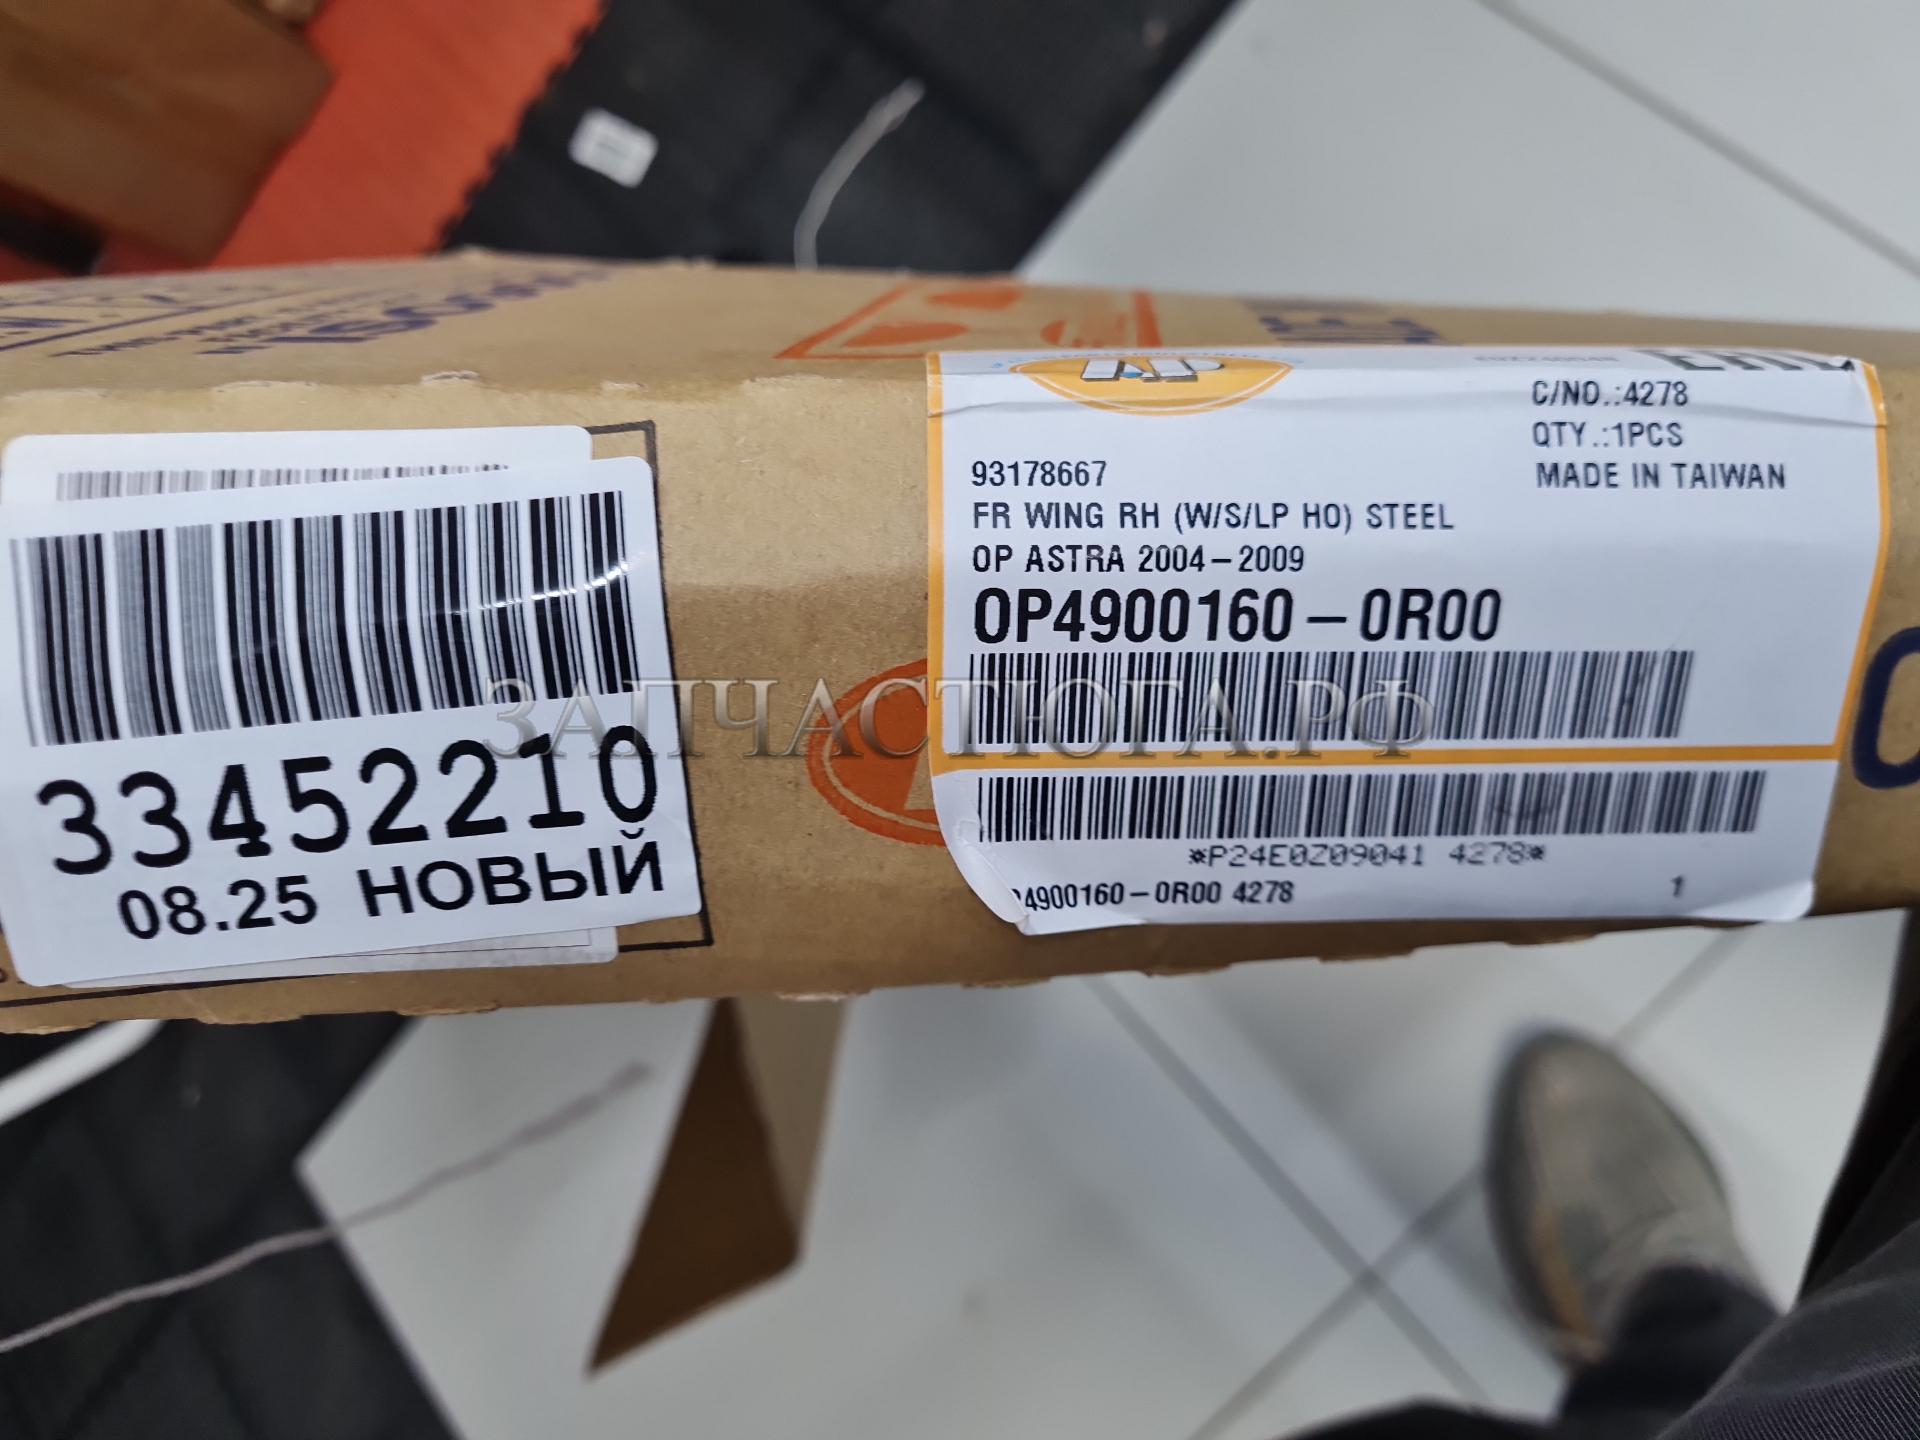 C/NO.:4278
QTY.:1PCS
MADE IN TAIWAN
93178667
FR WING RH (W/S/LP HO) STEEL
OP ASTRA 2004-2009
OP4900160-0R00
*P24E0Z09041 4278*
4900160-0R00 4278 1
33452210
08.25 НОВЫЙ
ЗАПЧАСТЮГА.РФ